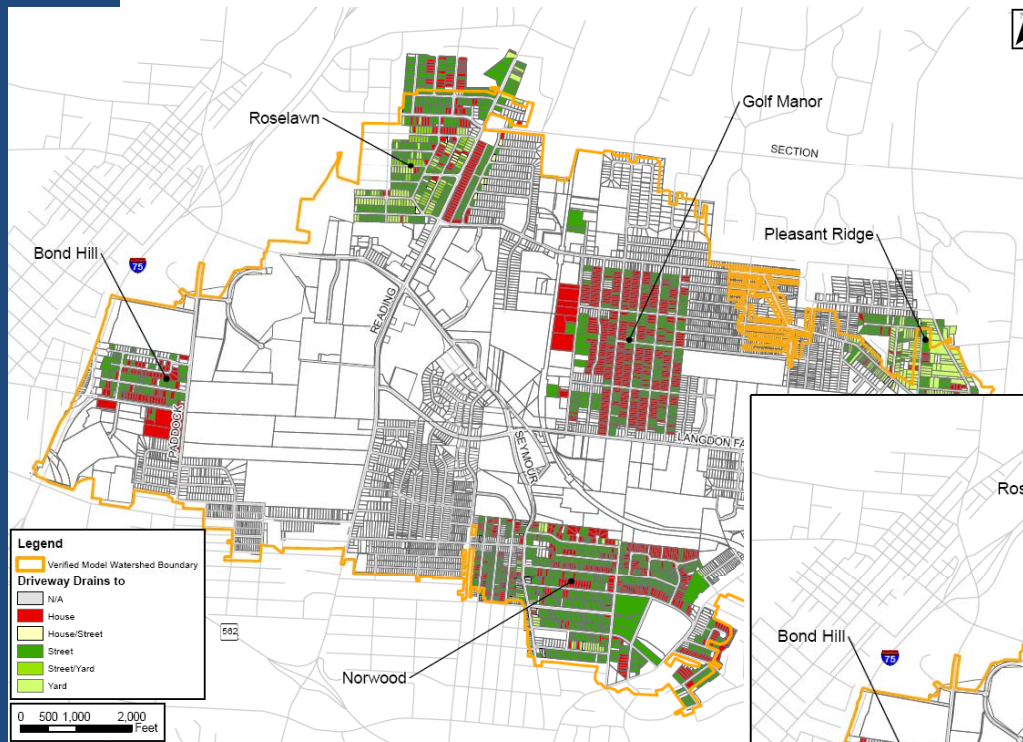 Roselawn
Golf Manor
SECTION
Pleasant Ridge
Bond Hill
75
READING
PADDOCK
SEYMOUR
LANGDON FA
Ros
Legend
Verified Model Watershed Boundary
Driveway Drains to
N/A
House
House/Street
Street
Street/Yard
Yard
562
Norwood
Bond Hill
75
0 500 1,000 2,000
Feet